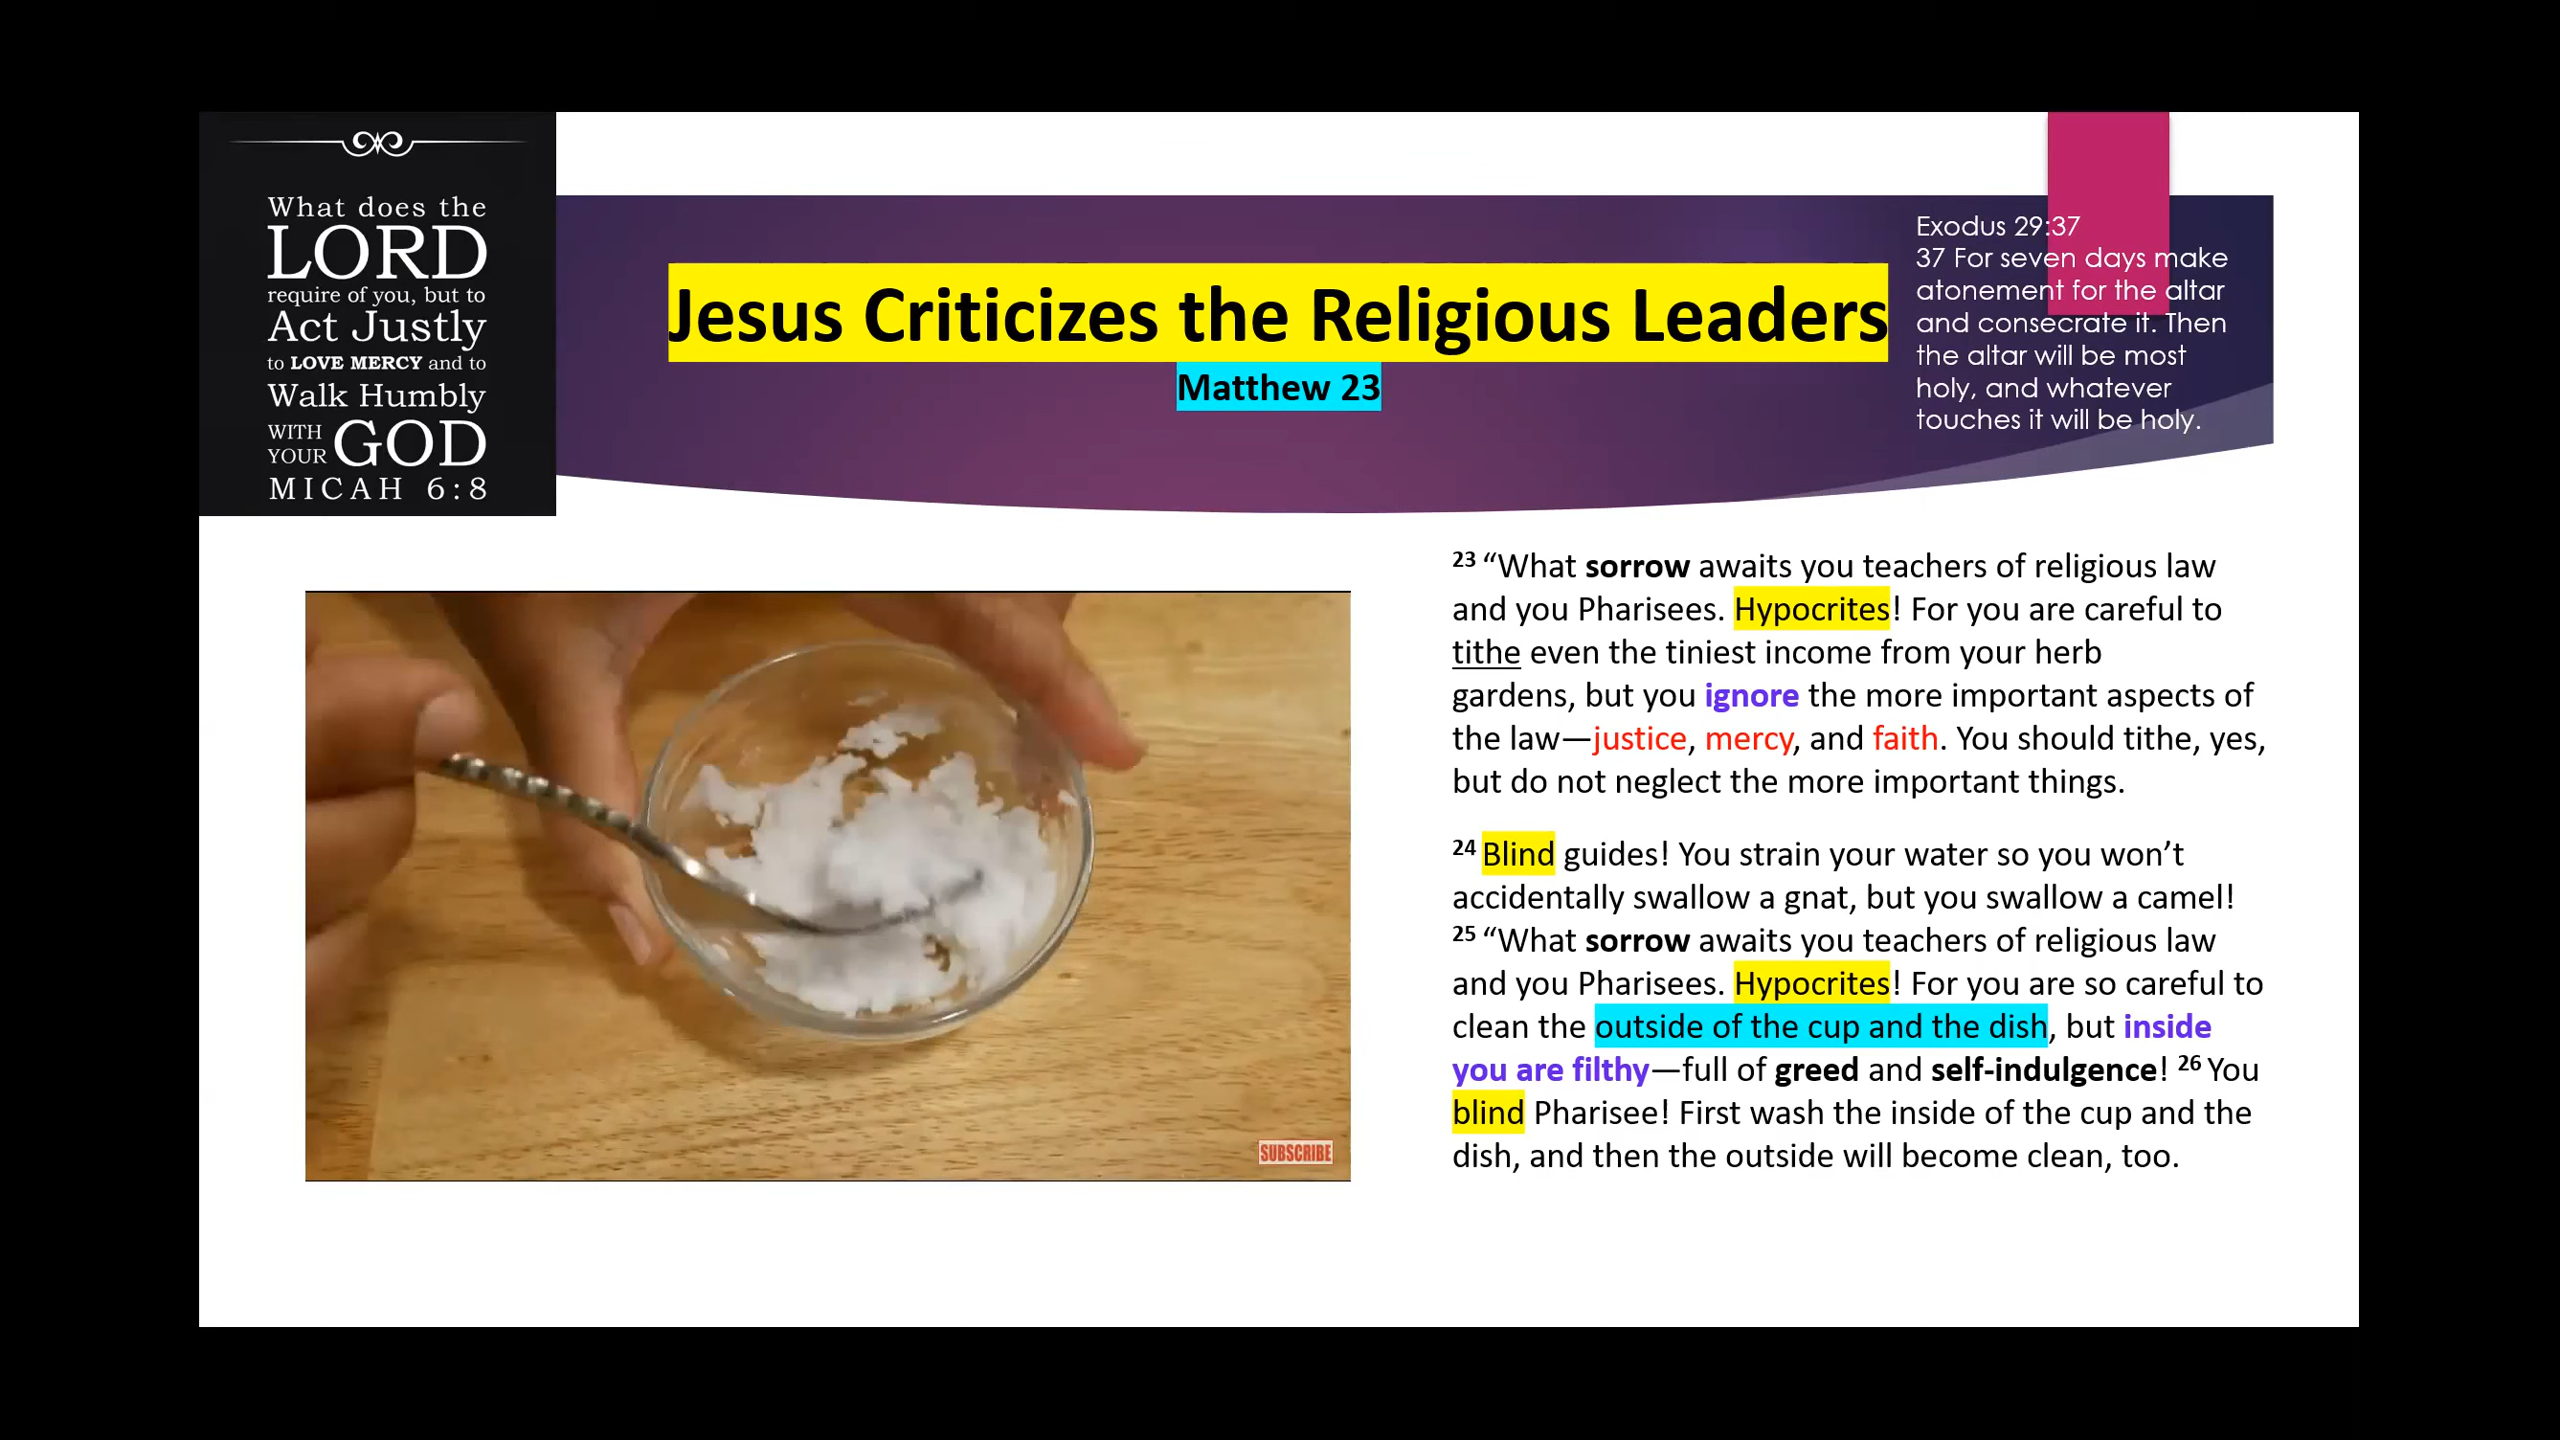 What does the
LORD
require of you, but to
Act Justly
to LOVE MERCY and to
Walk Humbly
WITH
YOUR GOD
MICAH 6:8
Jesus Criticizes the Religious Leaders
Matthew 23
Exodus 29:37
37 For seven days make
atonement for the altar
and consecrate it. Then
the altar will be most
holy, and whatever
touches it will be holy.
SUBSCRIBE
23 “What sorrow awaits you teachers of religious law
and you Pharisees. Hypocrites! For you are careful to
tithe even the tiniest income from your herb
gardens, but you ignore the more important aspects of
the law—justice, mercy, and faith. You should tithe, yes,
but do not neglect the more important things.
24 Blind guides! You strain your water so you won’t
accidentally swallow a gnat, but you swallow a camel!
25 “What sorrow awaits you teachers of religious law
and you Pharisees. Hypocrites! For you are so careful to
clean the outside of the cup and the dish, but inside
you are filthy—full of greed and self-indulgence! 26 You
blind Pharisee! First wash the inside of the cup and the
dish, and then the outside will become clean, too.